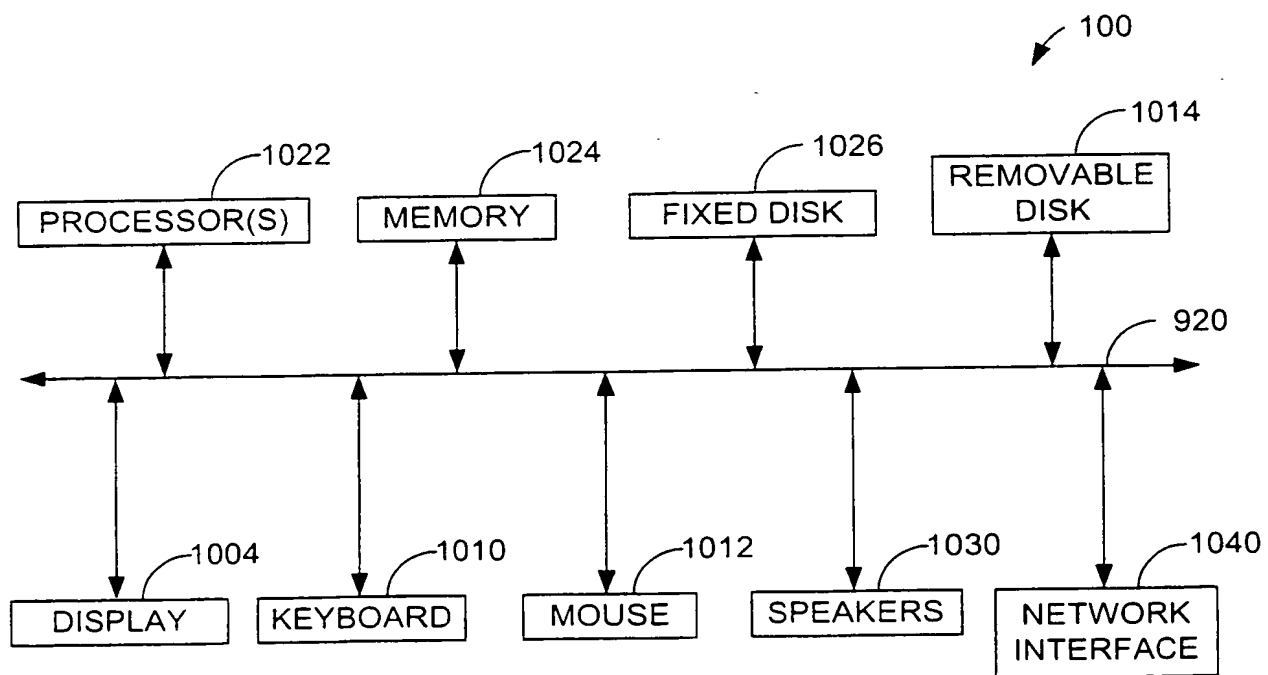 100
1022
1024
1026
1014
PROCESSOR(S)
MEMORY
FIXED DISK
REMOVABLE
DISK
920
1004
1010
1012
1030
1040
DISPLAY
KEYBOARD
MOUSE
SPEAKERS
NETWORK
INTERFACE